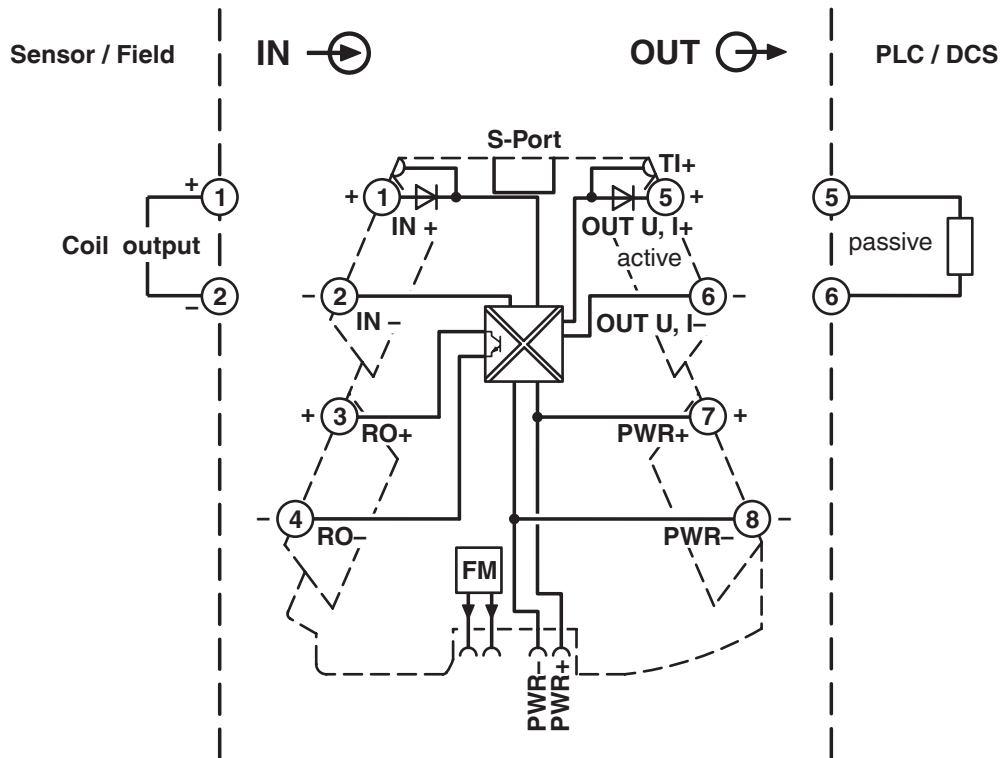 Sensor / Field
IN
OUT
PLC / DCS
S-Port
TI+
+
1
+
1
IN +
5
+
OUT U, I+
active
5
Coil output
passive
–
2
–
2
IN –
6
–
OUT U, I–
6
+
3
RO+
7
+
PWR+
–
4
RO–
8
–
PWR–
FM
PWR–
PWR+